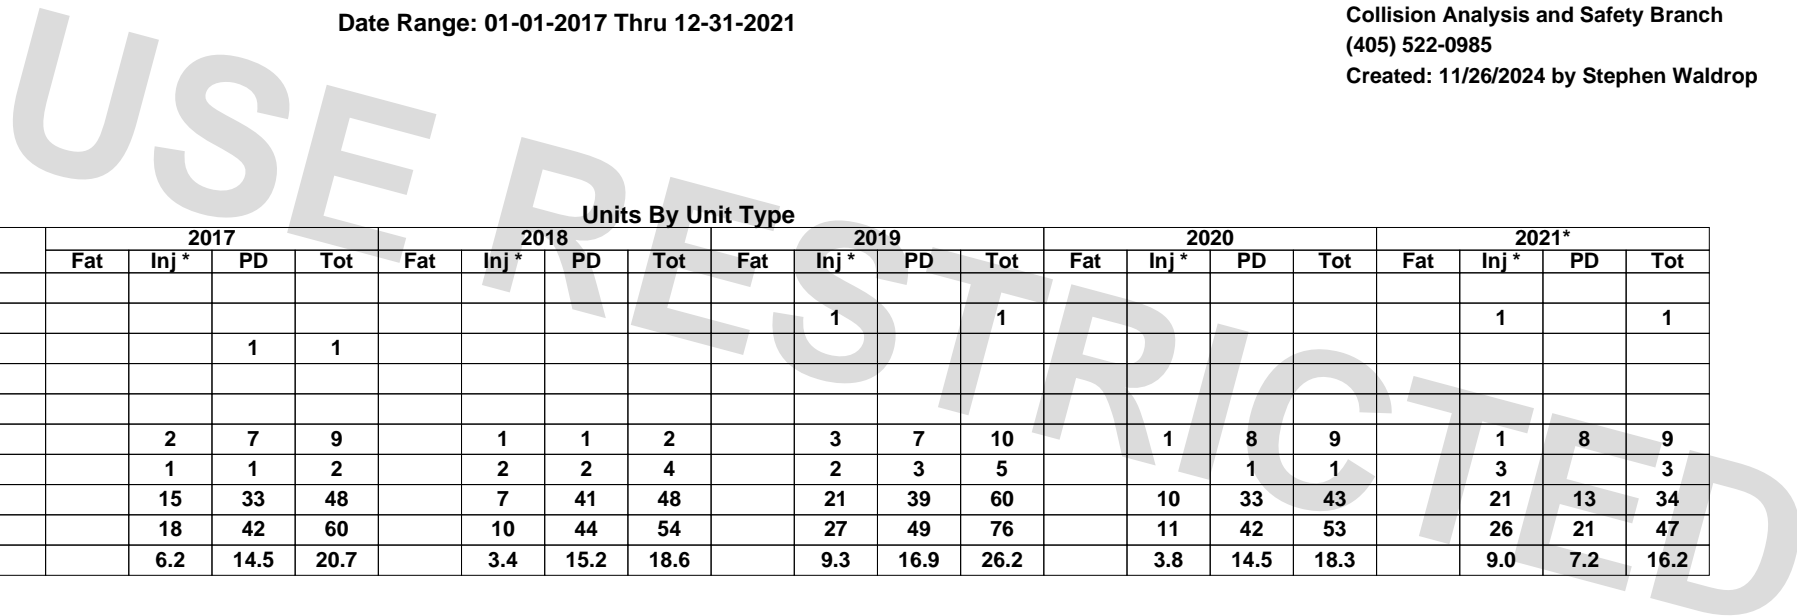 Date Range: 01-01-2017 Thru 12-31-2021
Collision Analysis and Safety Branch
(405) 522-0985
Created: 11/26/2024 by Stephen Waldrop
USE RESTRICTED
Units By Unit Type
2017 2018 2019 2020 2021*
Fat Inj * PD Tot Fat Inj * PD Tot Fat Inj * PD Tot Fat Inj * PD Tot Fat Inj * PD Tot
1 1 1 1
1 1
2 7 9 1 1 2 3 7 10 1 8 9 1 8 9
1 1 2 2 2 4 2 3 5 1 1 3 3
15 33 48 7 41 48 21 39 60 10 33 43 21 13 34
18 42 60 10 44 54 27 49 76 11 42 53 26 21 47
6.2 14.5 20.7 3.4 15.2 18.6 9.3 16.9 26.2 3.8 14.5 18.3 9.0 7.2 16.2